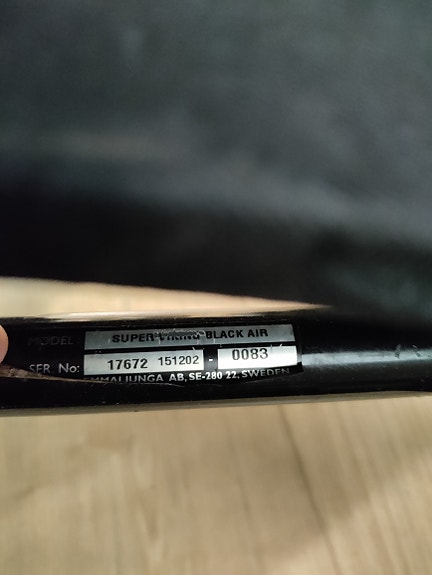 MODEL: SUPER VIKING BLACK AIR
SER. No: 17672 151202 - 0083
EMMALJUNGA AB, SE-280 22, SWEDEN